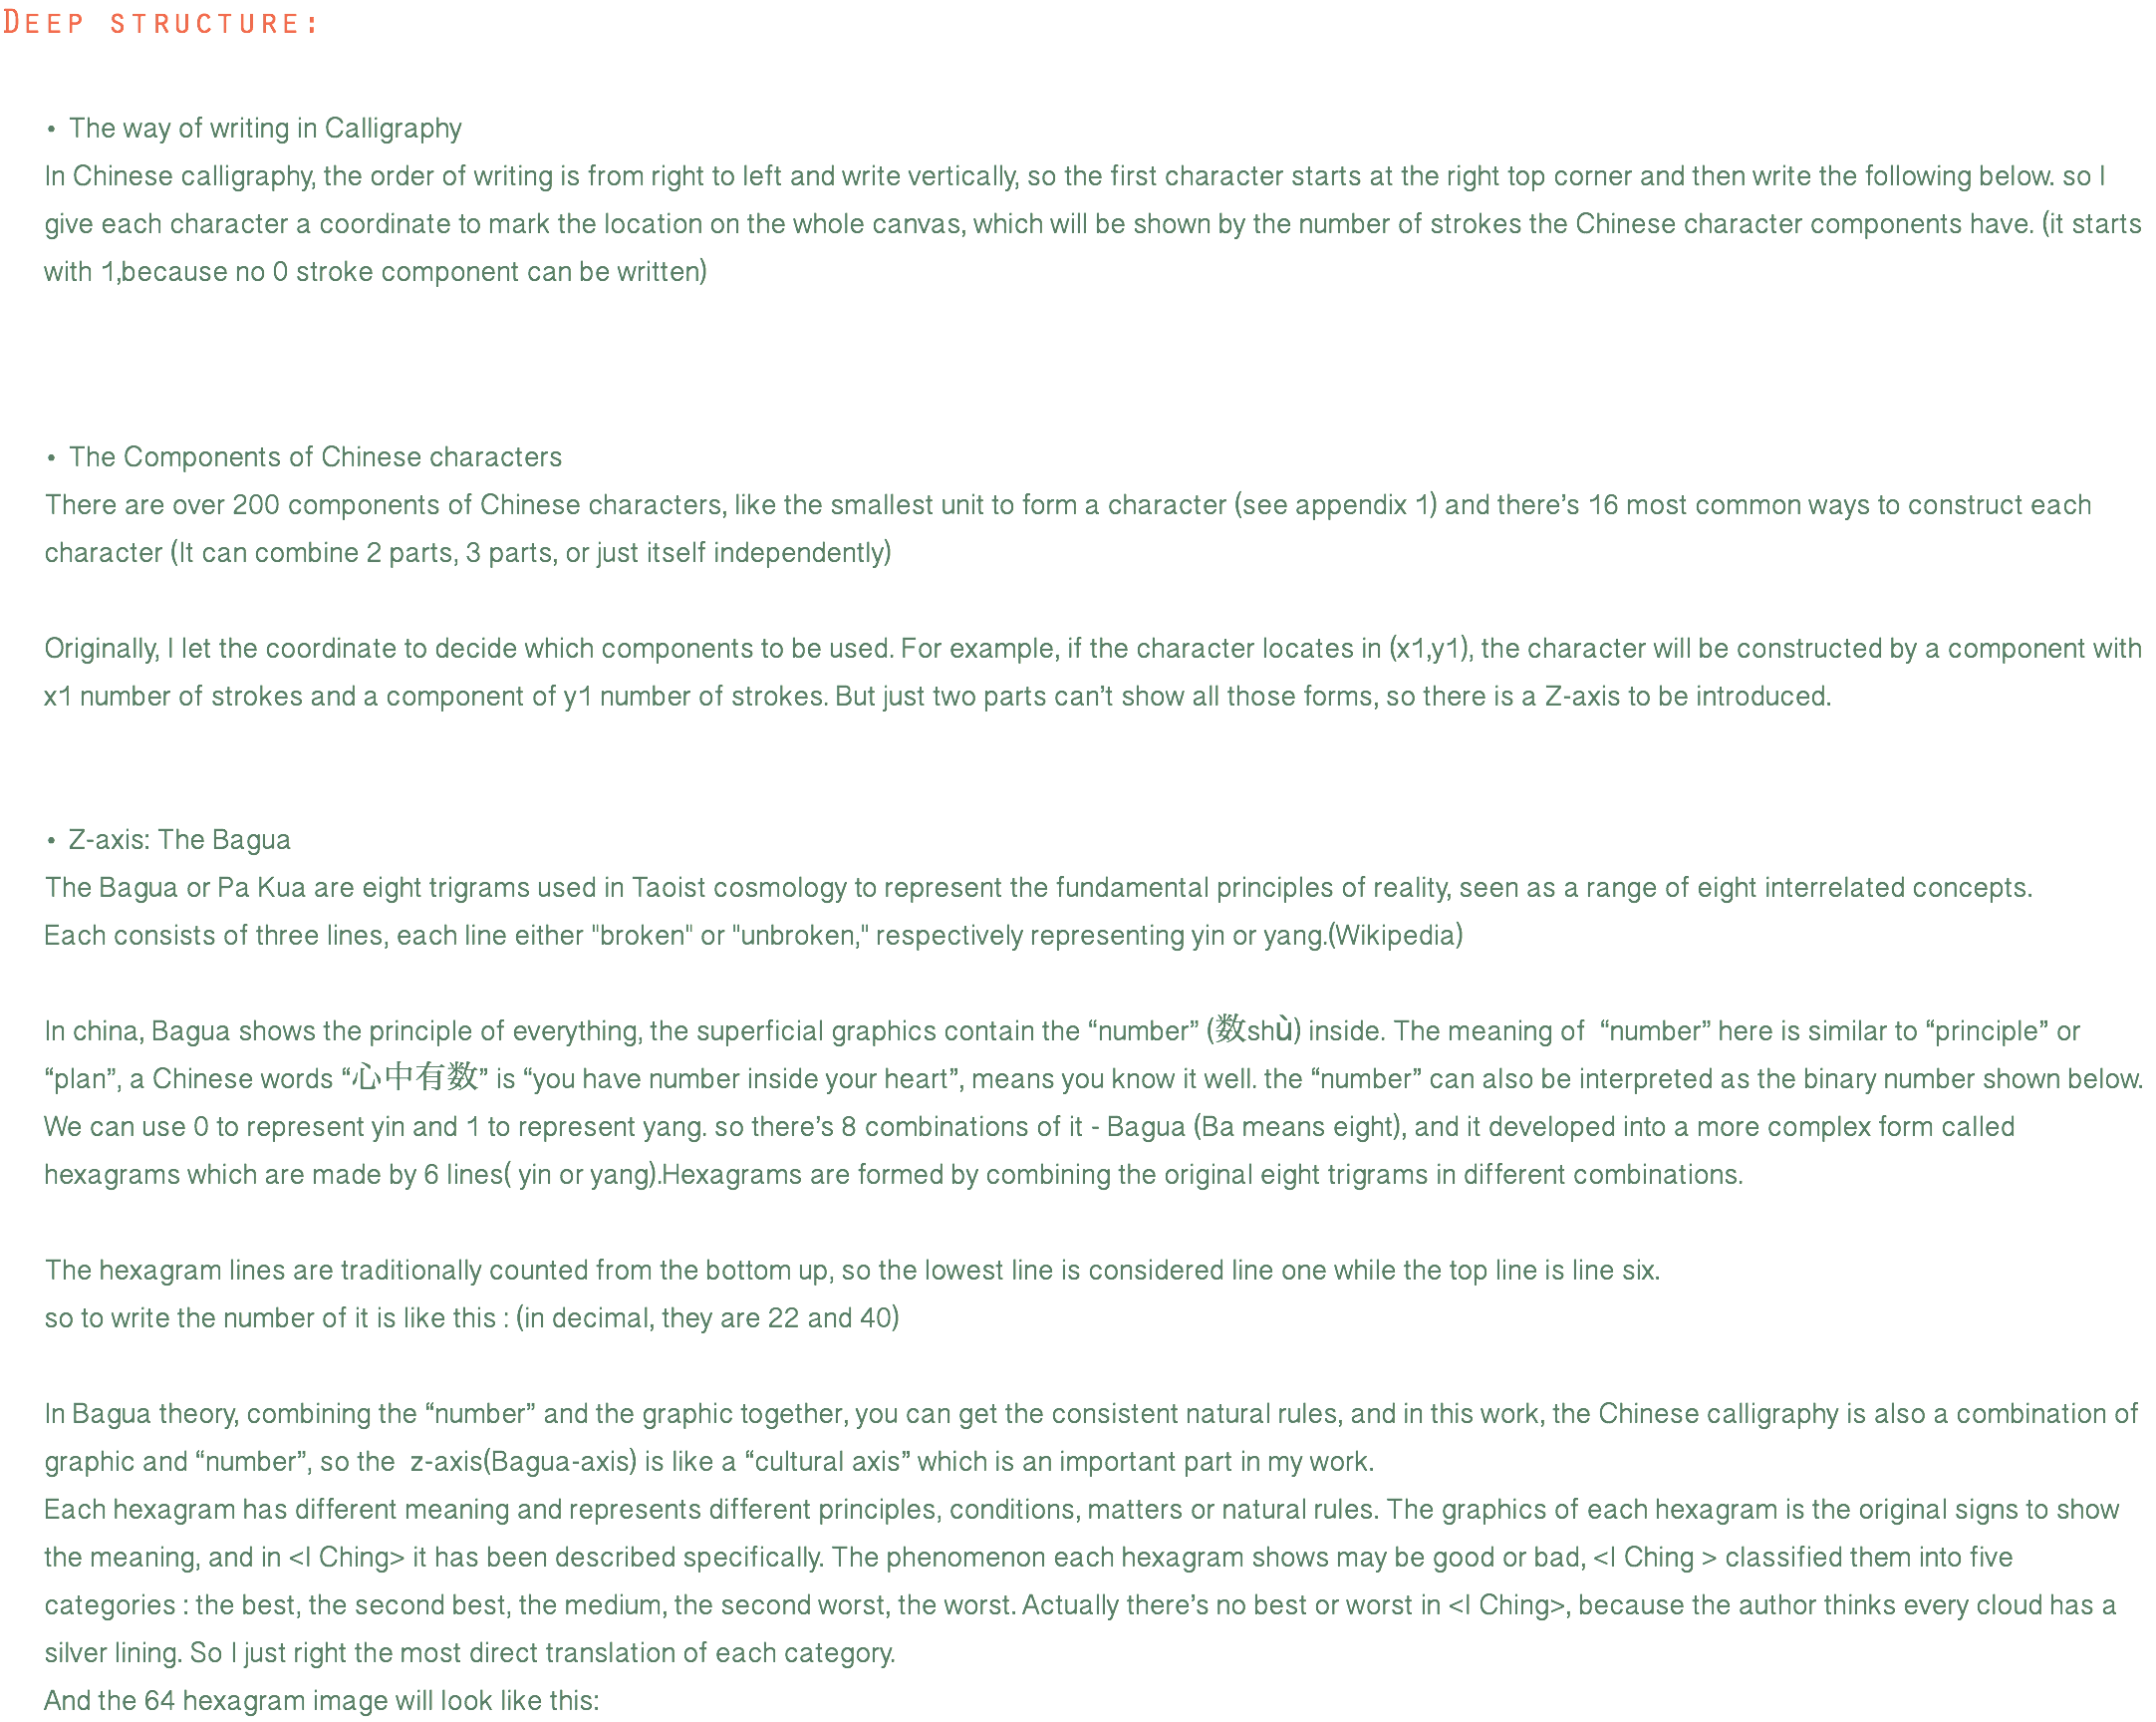 DEEP STRUCTURE:
• The way of writing in Calligraphy
In Chinese calligraphy, the order of writing is from right to left and write vertically, so the first character starts at the right top corner and then write the following below. so I
give each character a coordinate to mark the location on the whole canvas, which will be shown by the number of strokes the Chinese character components have. (it starts
with 1,because no 0 stroke component can be written)
• The Components of Chinese characters
There are over 200 components of Chinese characters, like the smallest unit to form a character (see appendix 1) and there’s 16 most common ways to construct each
character (It can combine 2 parts, 3 parts, or just itself independently)
Originally, I let the coordinate to decide which components to be used. For example, if the character locates in (x1,y1), the character will be constructed by a component with
x1 number of strokes and a component of y1 number of strokes. But just two parts can’t show all those forms, so there is a Z-axis to be introduced.
• Z-axis: The Bagua
The Bagua or Pa Kua are eight trigrams used in Taoist cosmology to represent the fundamental principles of reality, seen as a range of eight interrelated concepts.
Each consists of three lines, each line either "broken" or "unbroken," respectively representing yin or yang.(Wikipedia)
In china, Bagua shows the principle of everything, the superficial graphics contain the “number” (数shù) inside. The meaning of “number” here is similar to “principle” or
“plan”, a Chinese words “心中有数” is “you have number inside your heart”, means you know it well. the “number” can also be interpreted as the binary number shown below.
We can use 0 to represent yin and 1 to represent yang. so there’s 8 combinations of it - Bagua (Ba means eight), and it developed into a more complex form called
hexagrams which are made by 6 lines( yin or yang).Hexagrams are formed by combining the original eight trigrams in different combinations.
The hexagram lines are traditionally counted from the bottom up, so the lowest line is considered line one while the top line is line six.
so to write the number of it is like this : (in decimal, they are 22 and 40)
In Bagua theory, combining the “number” and the graphic together, you can get the consistent natural rules, and in this work, the Chinese calligraphy is also a combination of
graphic and “number”, so the z-axis(Bagua-axis) is like a “cultural axis” which is an important part in my work.
Each hexagram has different meaning and represents different principles, conditions, matters or natural rules. The graphics of each hexagram is the original signs to show
the meaning, and in <I Ching> it has been described specifically. The phenomenon each hexagram shows may be good or bad, <I Ching > classified them into five
categories : the best, the second best, the medium, the second worst, the worst. Actually there’s no best or worst in <I Ching>, because the author thinks every cloud has a
silver lining. So I just right the most direct translation of each category.
And the 64 hexagram image will look like this: